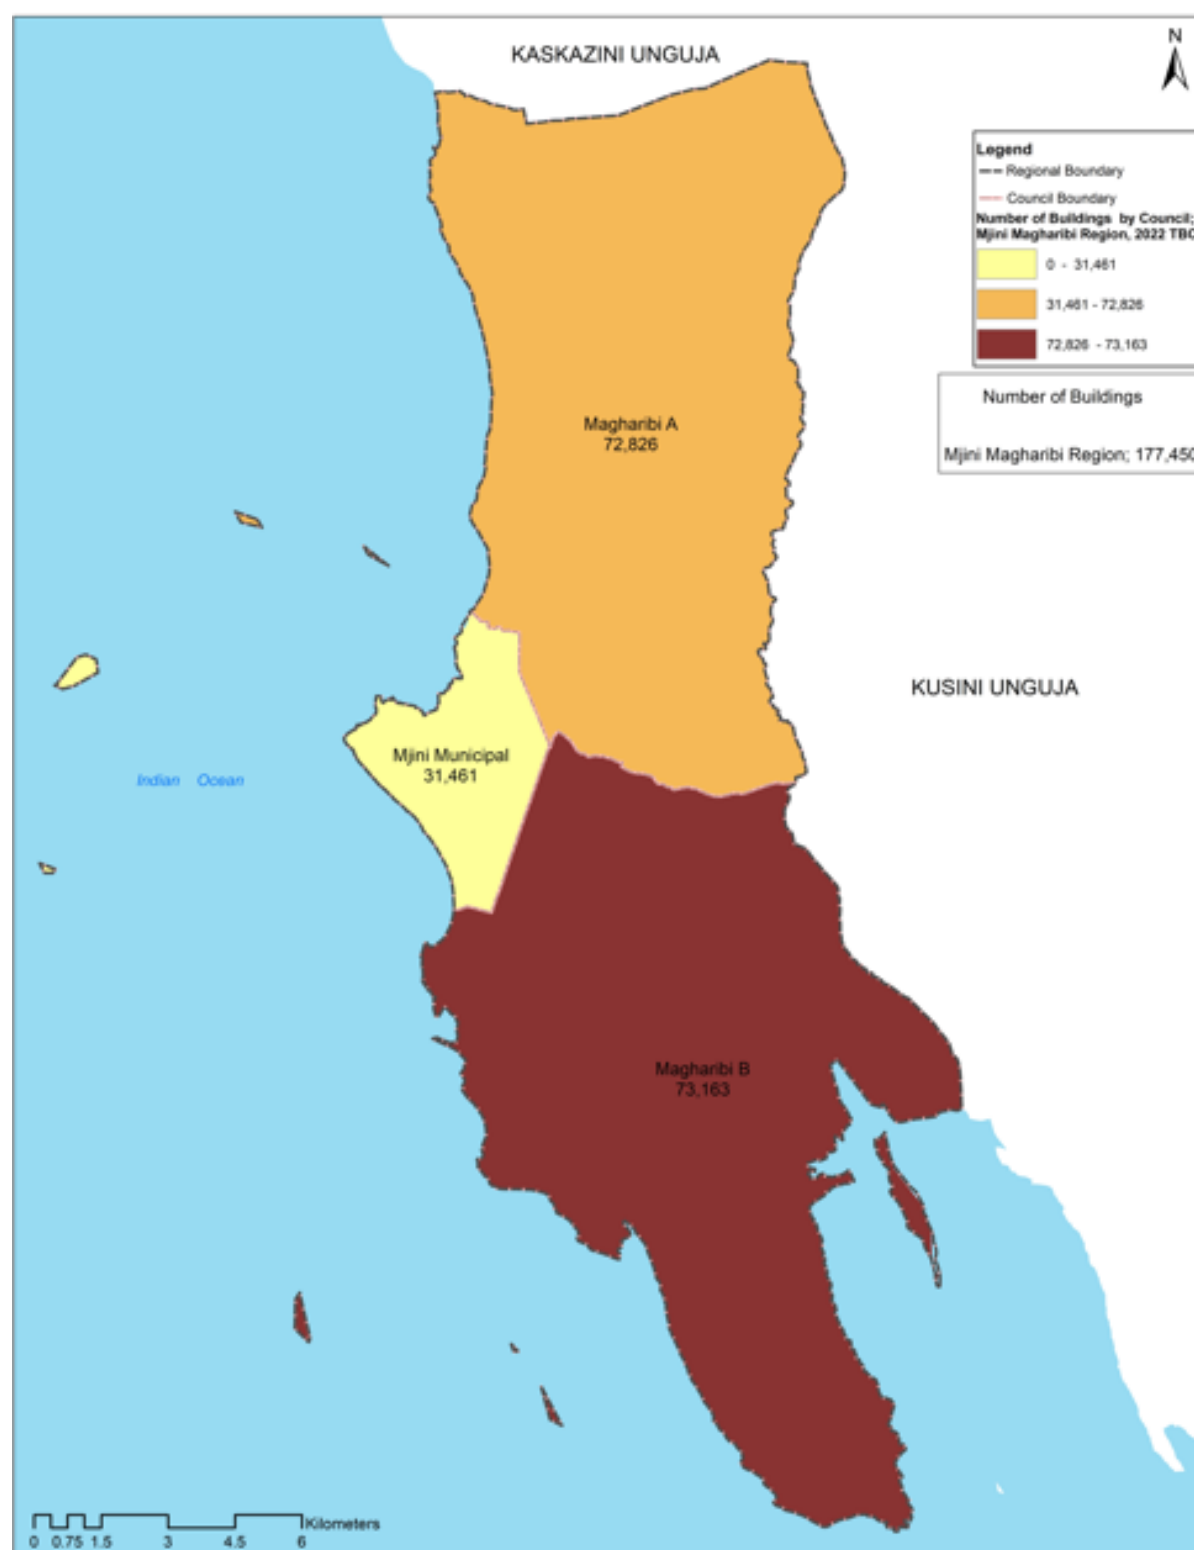 KASKAZINI UNGUJA
N
Legend
Regional Boundary
Council Boundary
Number of Buildings by Council;
Mjini Magharibi Region, 2022 TBC
0 - 31,461
31,461 - 72,826
72,826 - 73,163
Number of Buildings
Mjini Magharibi Region; 177,450
Magharibi A
72,826
KUSINI UNGUJA
Mjini Municipal
31,461
Indian Ocean
Magharibi B
73,163
Kilometers
0 0.75 1.5 3 4.5 6